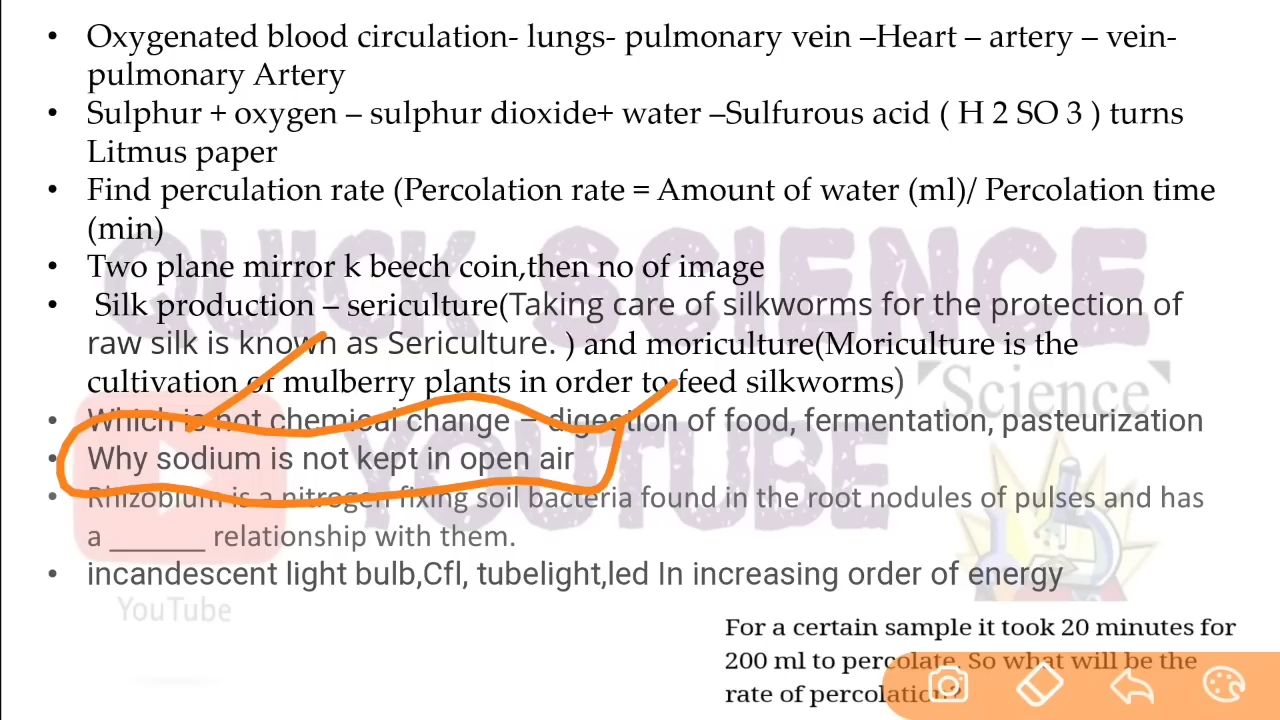 • Oxygenated blood circulation- lungs- pulmonary vein –Heart – artery – vein-
pulmonary Artery
• Sulphur + oxygen – sulphur dioxide+ water –Sulfurous acid ( H 2 SO 3 ) turns
Litmus paper
• Find perculation rate (Percolation rate = Amount of water (ml)/ Percolation time
(min)
• Two plane mirror k beech coin,then no of image
• Silk production – sericulture(Taking care of silkworms for the protection of
raw silk is known as Sericulture. ) and moriculture(Moriculture is the
cultivation of mulberry plants in order to feed silkworms)
• Which is not chemical change – digestion of food, fermentation, pasteurization
• Why sodium is not kept in open air
• Rhizobium is a nitrogen fixing soil bacteria found in the root nodules of pulses and has
a ______ relationship with them.
• incandescent light bulb,Cfl, tubelight,led In increasing order of energy
For a certain sample it took 20 minutes for
200 ml to percolate. So what will be the
rate of percolation?
QUICK SCIENCE
YOUTUBE
Science
YouTube